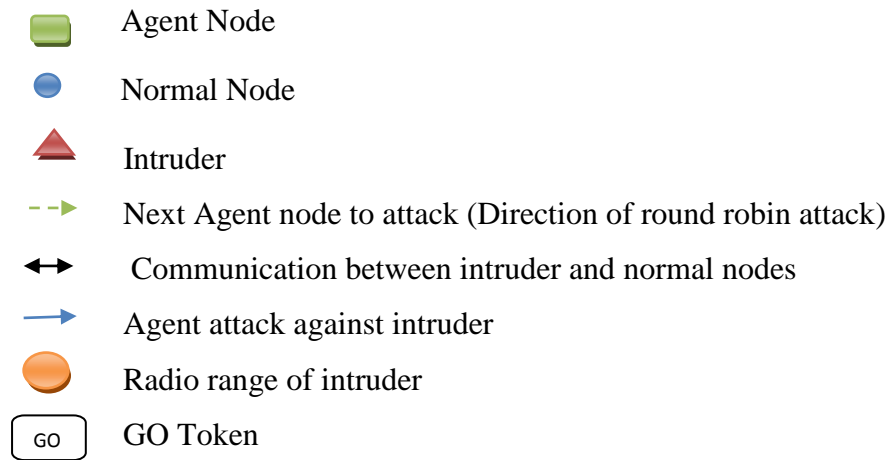 Agent Node
Normal Node
Intruder
Next Agent node to attack (Direction of round robin attack)
Communication between intruder and normal nodes
Agent attack against intruder
Radio range of intruder
GO GO Token